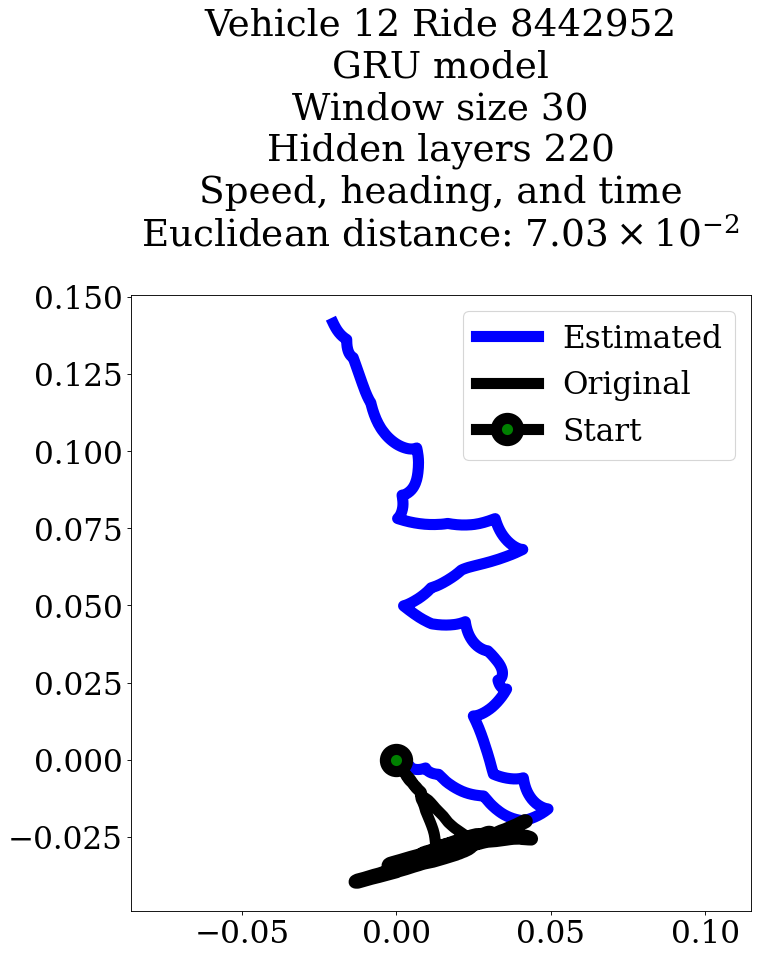 Vehicle 12 Ride 8442952
GRU model
Window size 30
Hidden layers 220
Speed, heading, and time
Euclidean distance: 7.03 × 10⁻²
0.150
0.125
0.100
0.075
0.050
0.025
0.000
−0.025
Estimated
Original
Start
−0.05 0.00 0.05 0.10